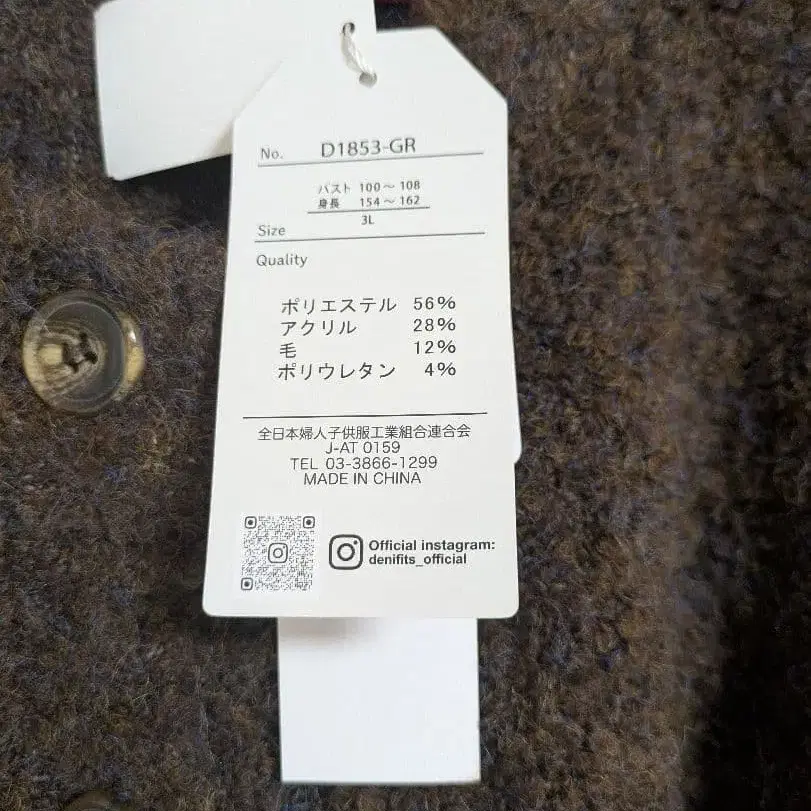 No. D1853-GR
バスト 100～108
身長 154～162
3L
Size
Quality
ポリエステル 56%
アクリル 28%
毛 12%
ポリウレタン 4%
全日本婦人子供服工業組合連合会
J-AT 0159
TEL 03-3866-1299
MADE IN CHINA
Official instagram:
denifits_official